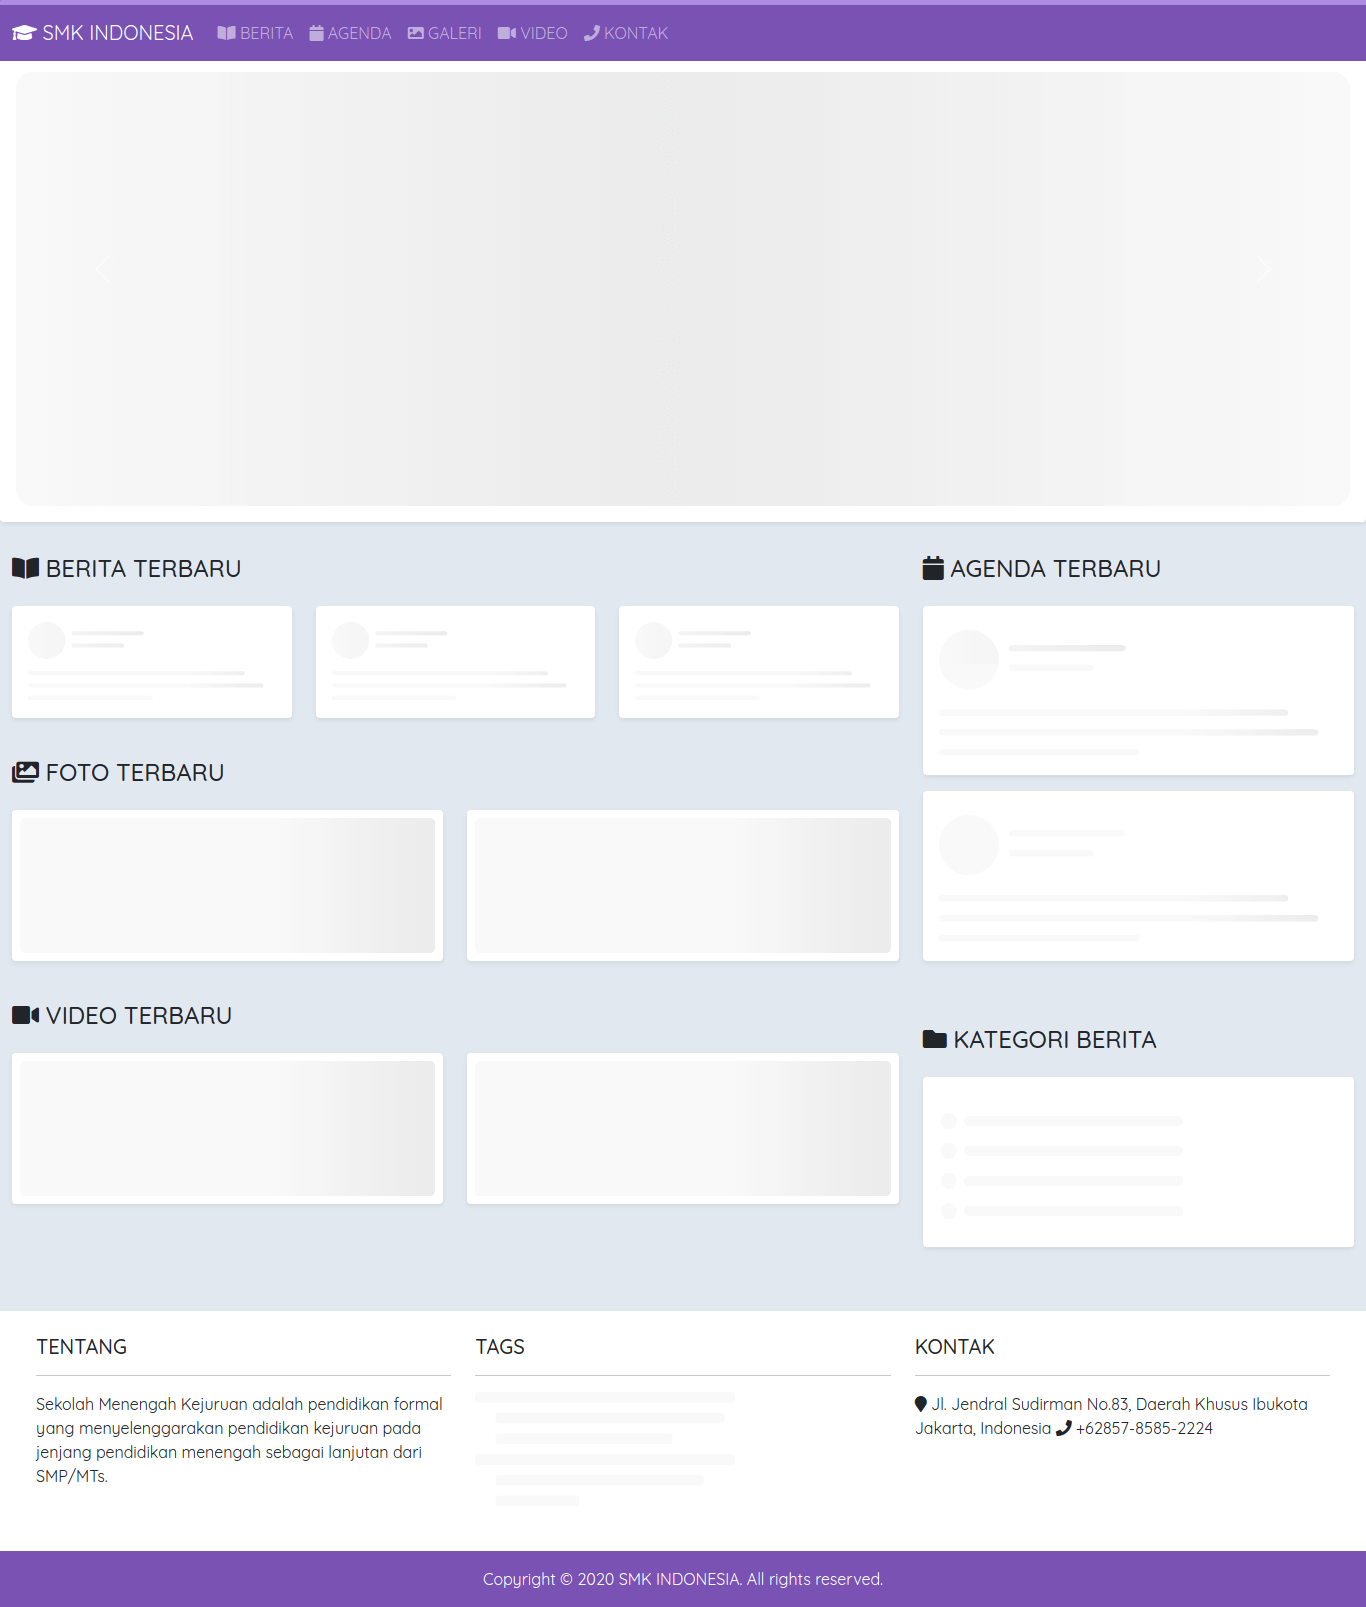 SMK INDONESIA BERITA AGENDA GALERI VIDEO KONTAK
BERITA TERBARU
AGENDA TERBARU
FOTO TERBARU
VIDEO TERBARU
KATEGORI BERITA
TENTANG
Sekolah Menengah Kejuruan adalah pendidikan formal
yang menyelenggarakan pendidikan kejuruan pada
jenjang pendidikan menengah sebagai lanjutan dari
SMP/MTs.
TAGS
KONTAK
Jl. Jendral Sudirman No.83, Daerah Khusus Ibukota
Jakarta, Indonesia +62857-8585-2224
Copyright © 2020 SMK INDONESIA. All rights reserved.